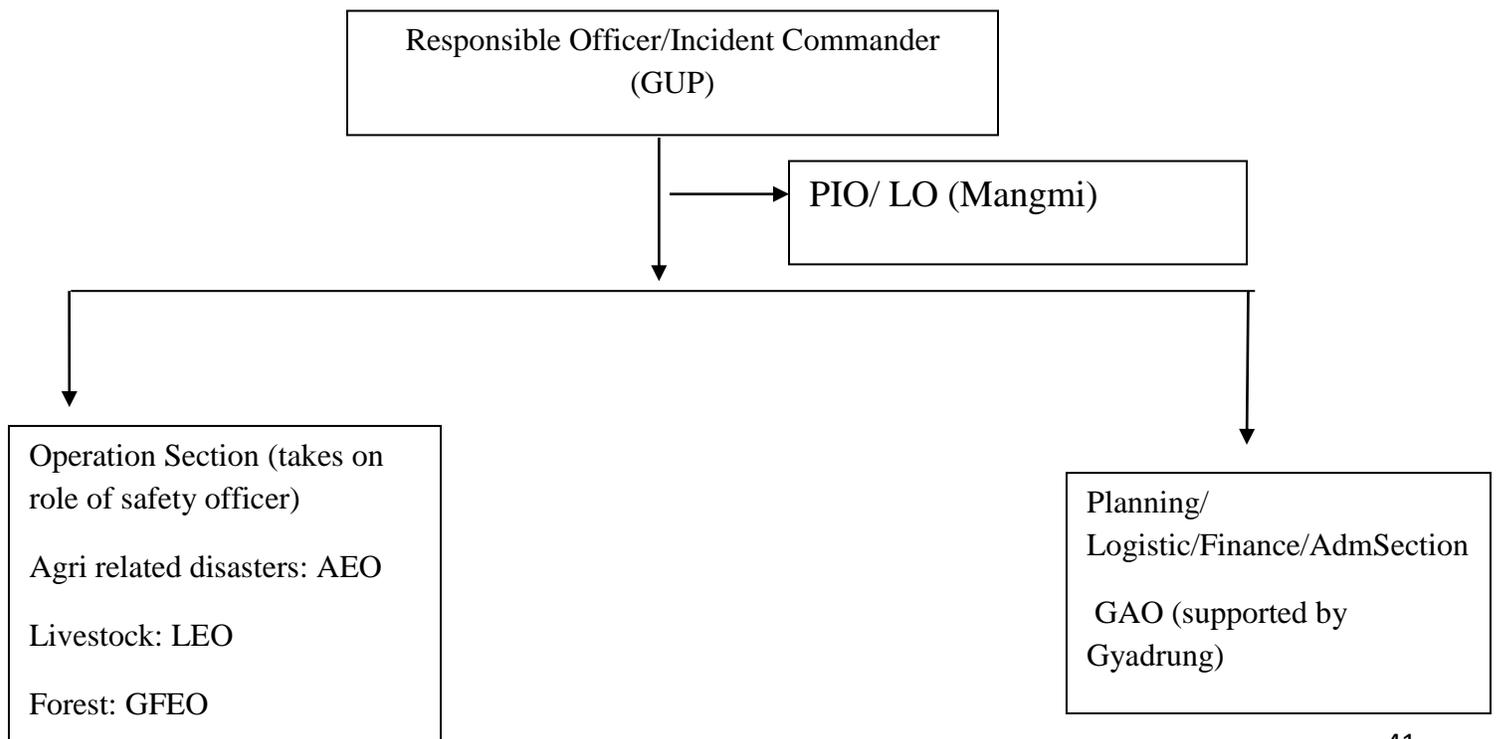 Responsible Officer/Incident Commander
(GUP)
PIO/ LO (Mangmi)
Operation Section (takes on
role of safety officer)
Agri related disasters: AEO
Livestock: LEO
Forest: GFEO
Planning/
Logistic/Finance/AdmSection
GAO (supported by
Gyadrung)